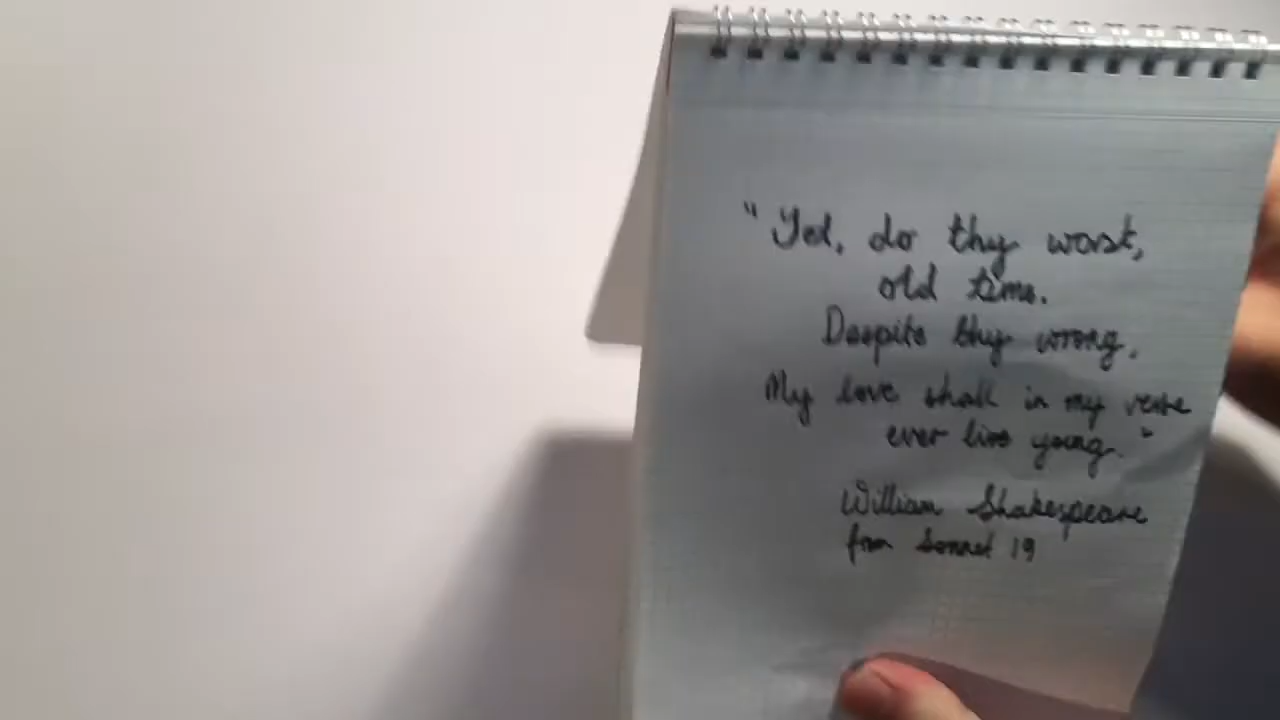 "Yet, do thy worst,
old time.
Despite thy wrong,
My love shall in my verse
ever live young."
William Shakespeare
from Sonnet 19